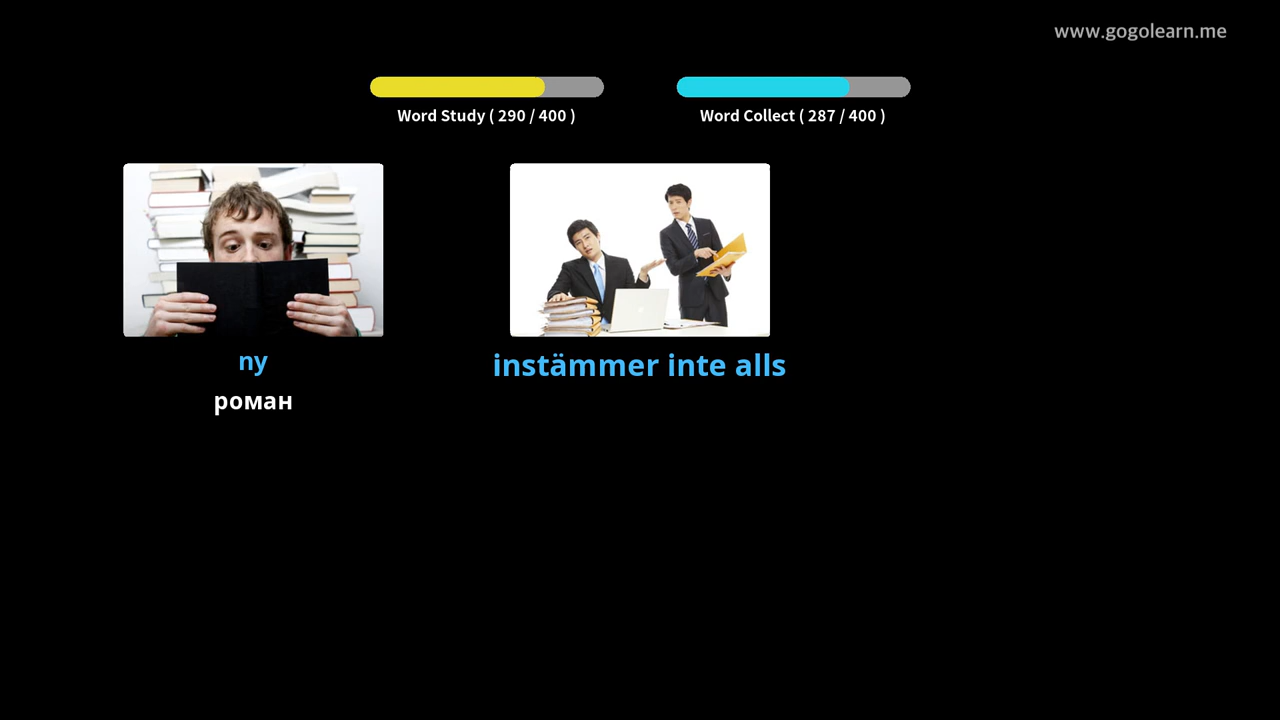 www.gogolearn.me
Word Study ( 290 / 400 )
Word Collect ( 287 / 400 )
ny
роман
instämmer inte alls